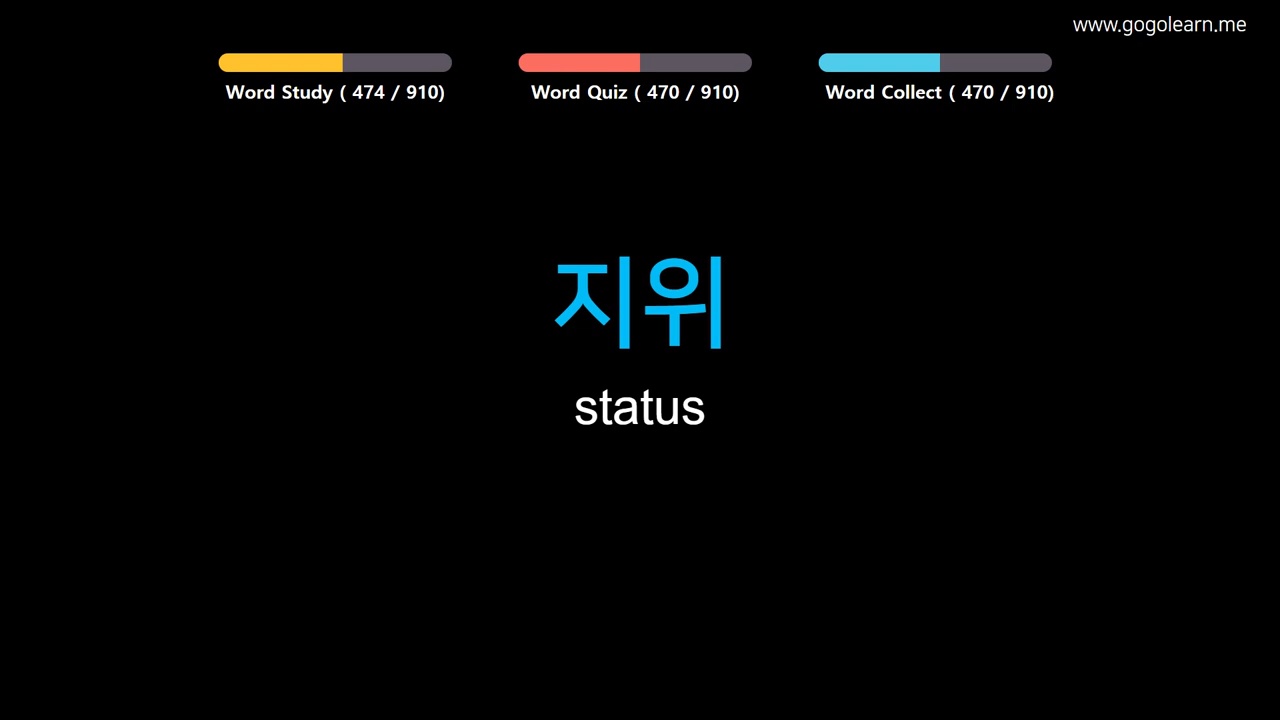 www.gogolearn.me
Word Study ( 474 / 910)
Word Quiz ( 470 / 910)
Word Collect ( 470 / 910)
지위
status